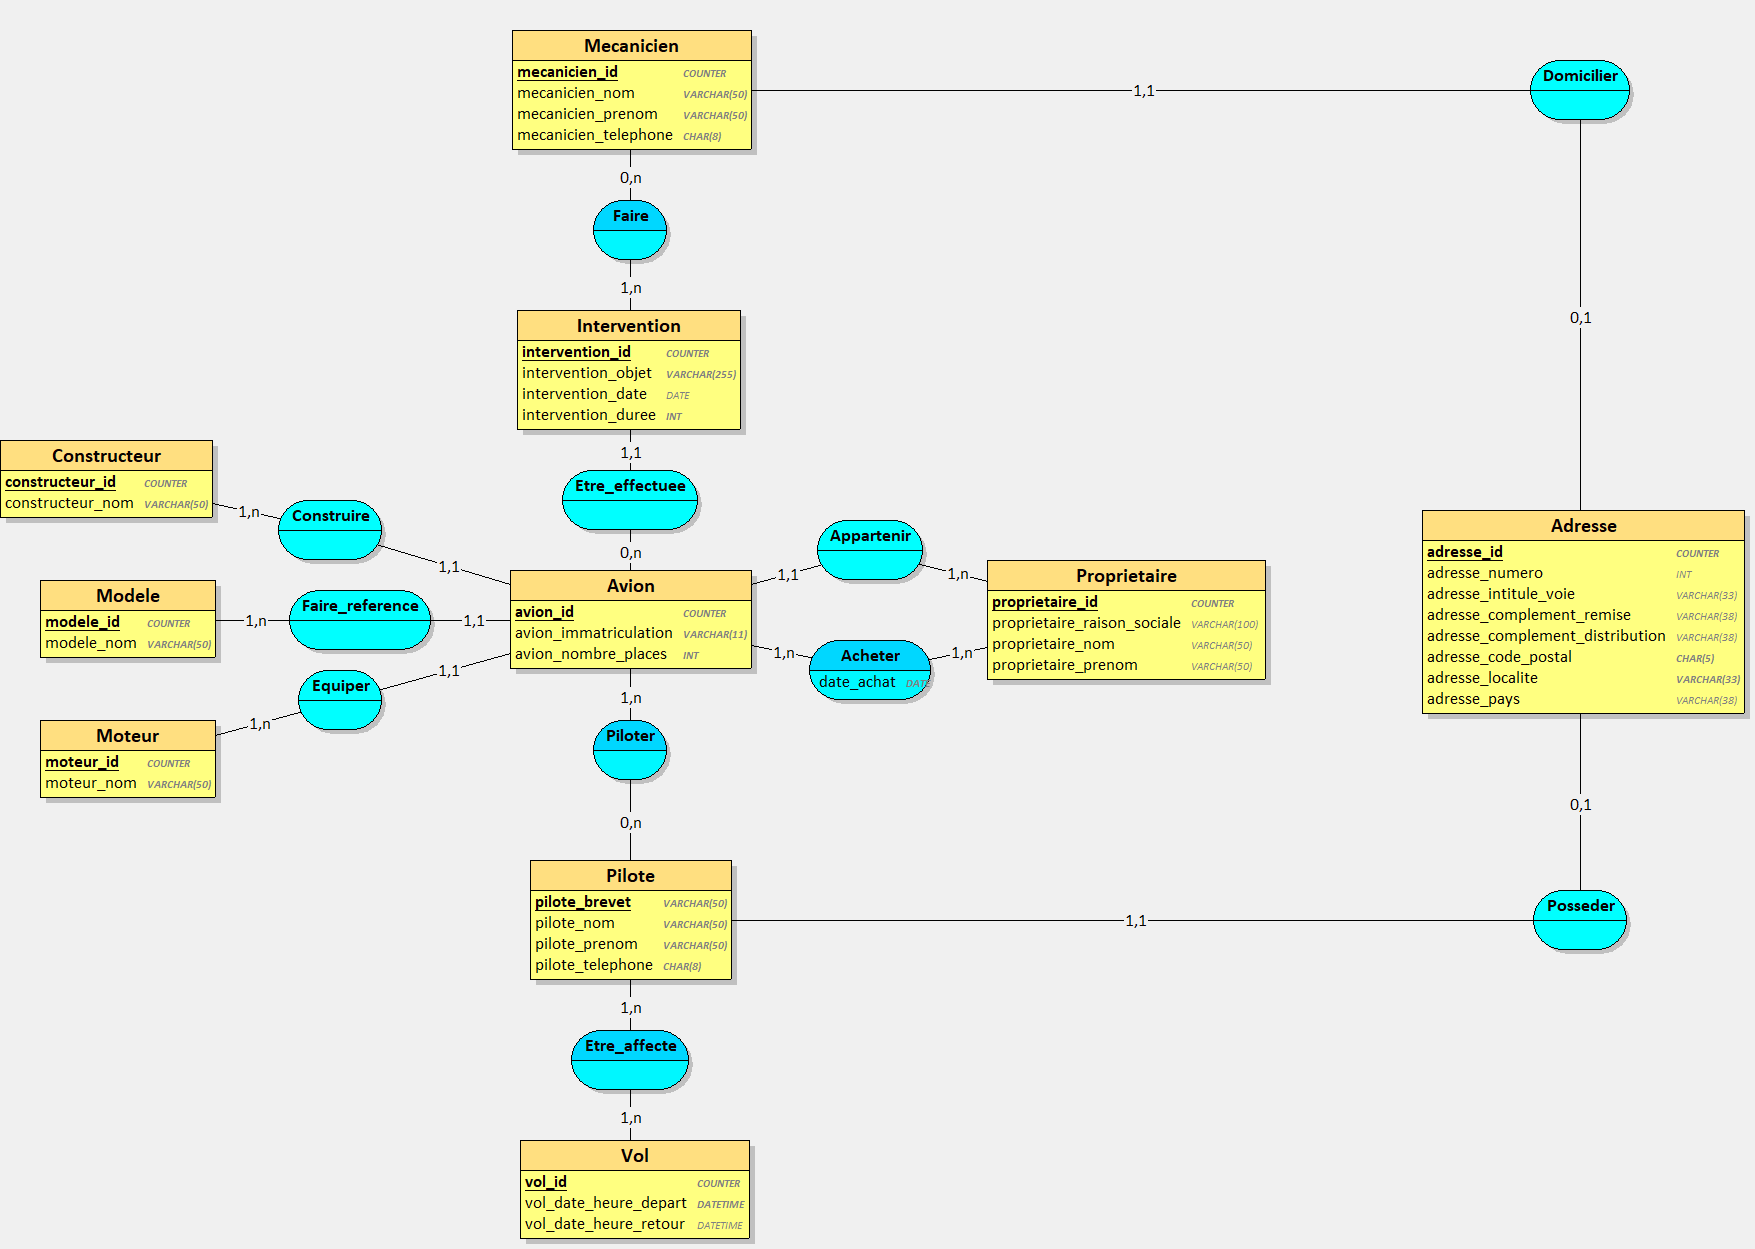 Mecanicien
mecanicien_id COUNTER
mecanicien_nom VARCHAR(50)
mecanicien_prenom VARCHAR(50)
mecanicien_telephone CHAR(8)
1,1
Domicilier
0,n
Faire
1,n
0,1
Intervention
intervention_id COUNTER
intervention_objet VARCHAR(255)
intervention_date DATE
intervention_duree INT
1,1
Etre_effectuee
0,n
Constructeur
constructeur_id COUNTER
constructeur_nom VARCHAR(50)
1,n
Construire
1,1
Modele
modele_id COUNTER
modele_nom VARCHAR(50)
1,n
Faire_reference
1,1
Moteur
moteur_id COUNTER
moteur_nom VARCHAR(50)
1,n
Equiper
1,1
Avion
avion_id COUNTER
avion_immatriculation VARCHAR(11)
avion_nombre_places INT
1,1
Appartenir
1,n
1,n
Acheter
date_achat DATE
1,n
Proprietaire
proprietaire_id COUNTER
proprietaire_raison_sociale VARCHAR(100)
proprietaire_nom VARCHAR(50)
proprietaire_prenom VARCHAR(50)
Adresse
adresse_id COUNTER
adresse_numero INT
adresse_intitule_voie VARCHAR(33)
adresse_complement_remise VARCHAR(38)
adresse_complement_distribution VARCHAR(38)
adresse_code_postal CHAR(5)
adresse_localite VARCHAR(33)
adresse_pays VARCHAR(38)
1,n
Piloter
0,n
0,1
Pilote
pilote_brevet VARCHAR(50)
pilote_nom VARCHAR(50)
pilote_prenom VARCHAR(50)
pilote_telephone CHAR(8)
1,1
Posseder
1,n
Etre_affecte
1,n
Vol
vol_id COUNTER
vol_date_heure_depart DATETIME
vol_date_heure_retour DATETIME